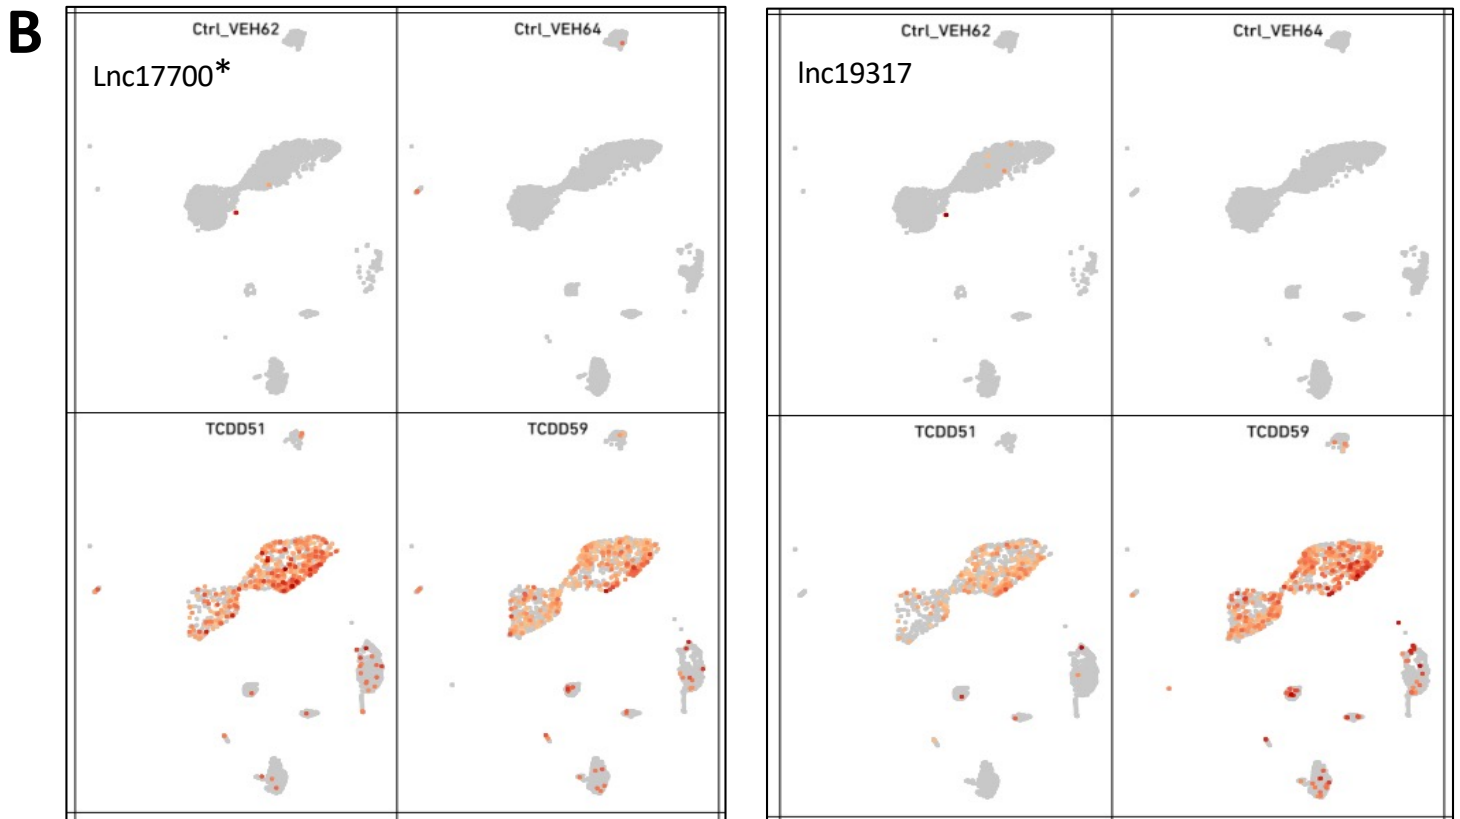 B
Ctrl_VEH62
Ctrl_VEH64
Lnc17700*
TCDD51
TCDD59
Ctrl_VEH62
Ctrl_VEH64
lnc19317
TCDD51
TCDD59